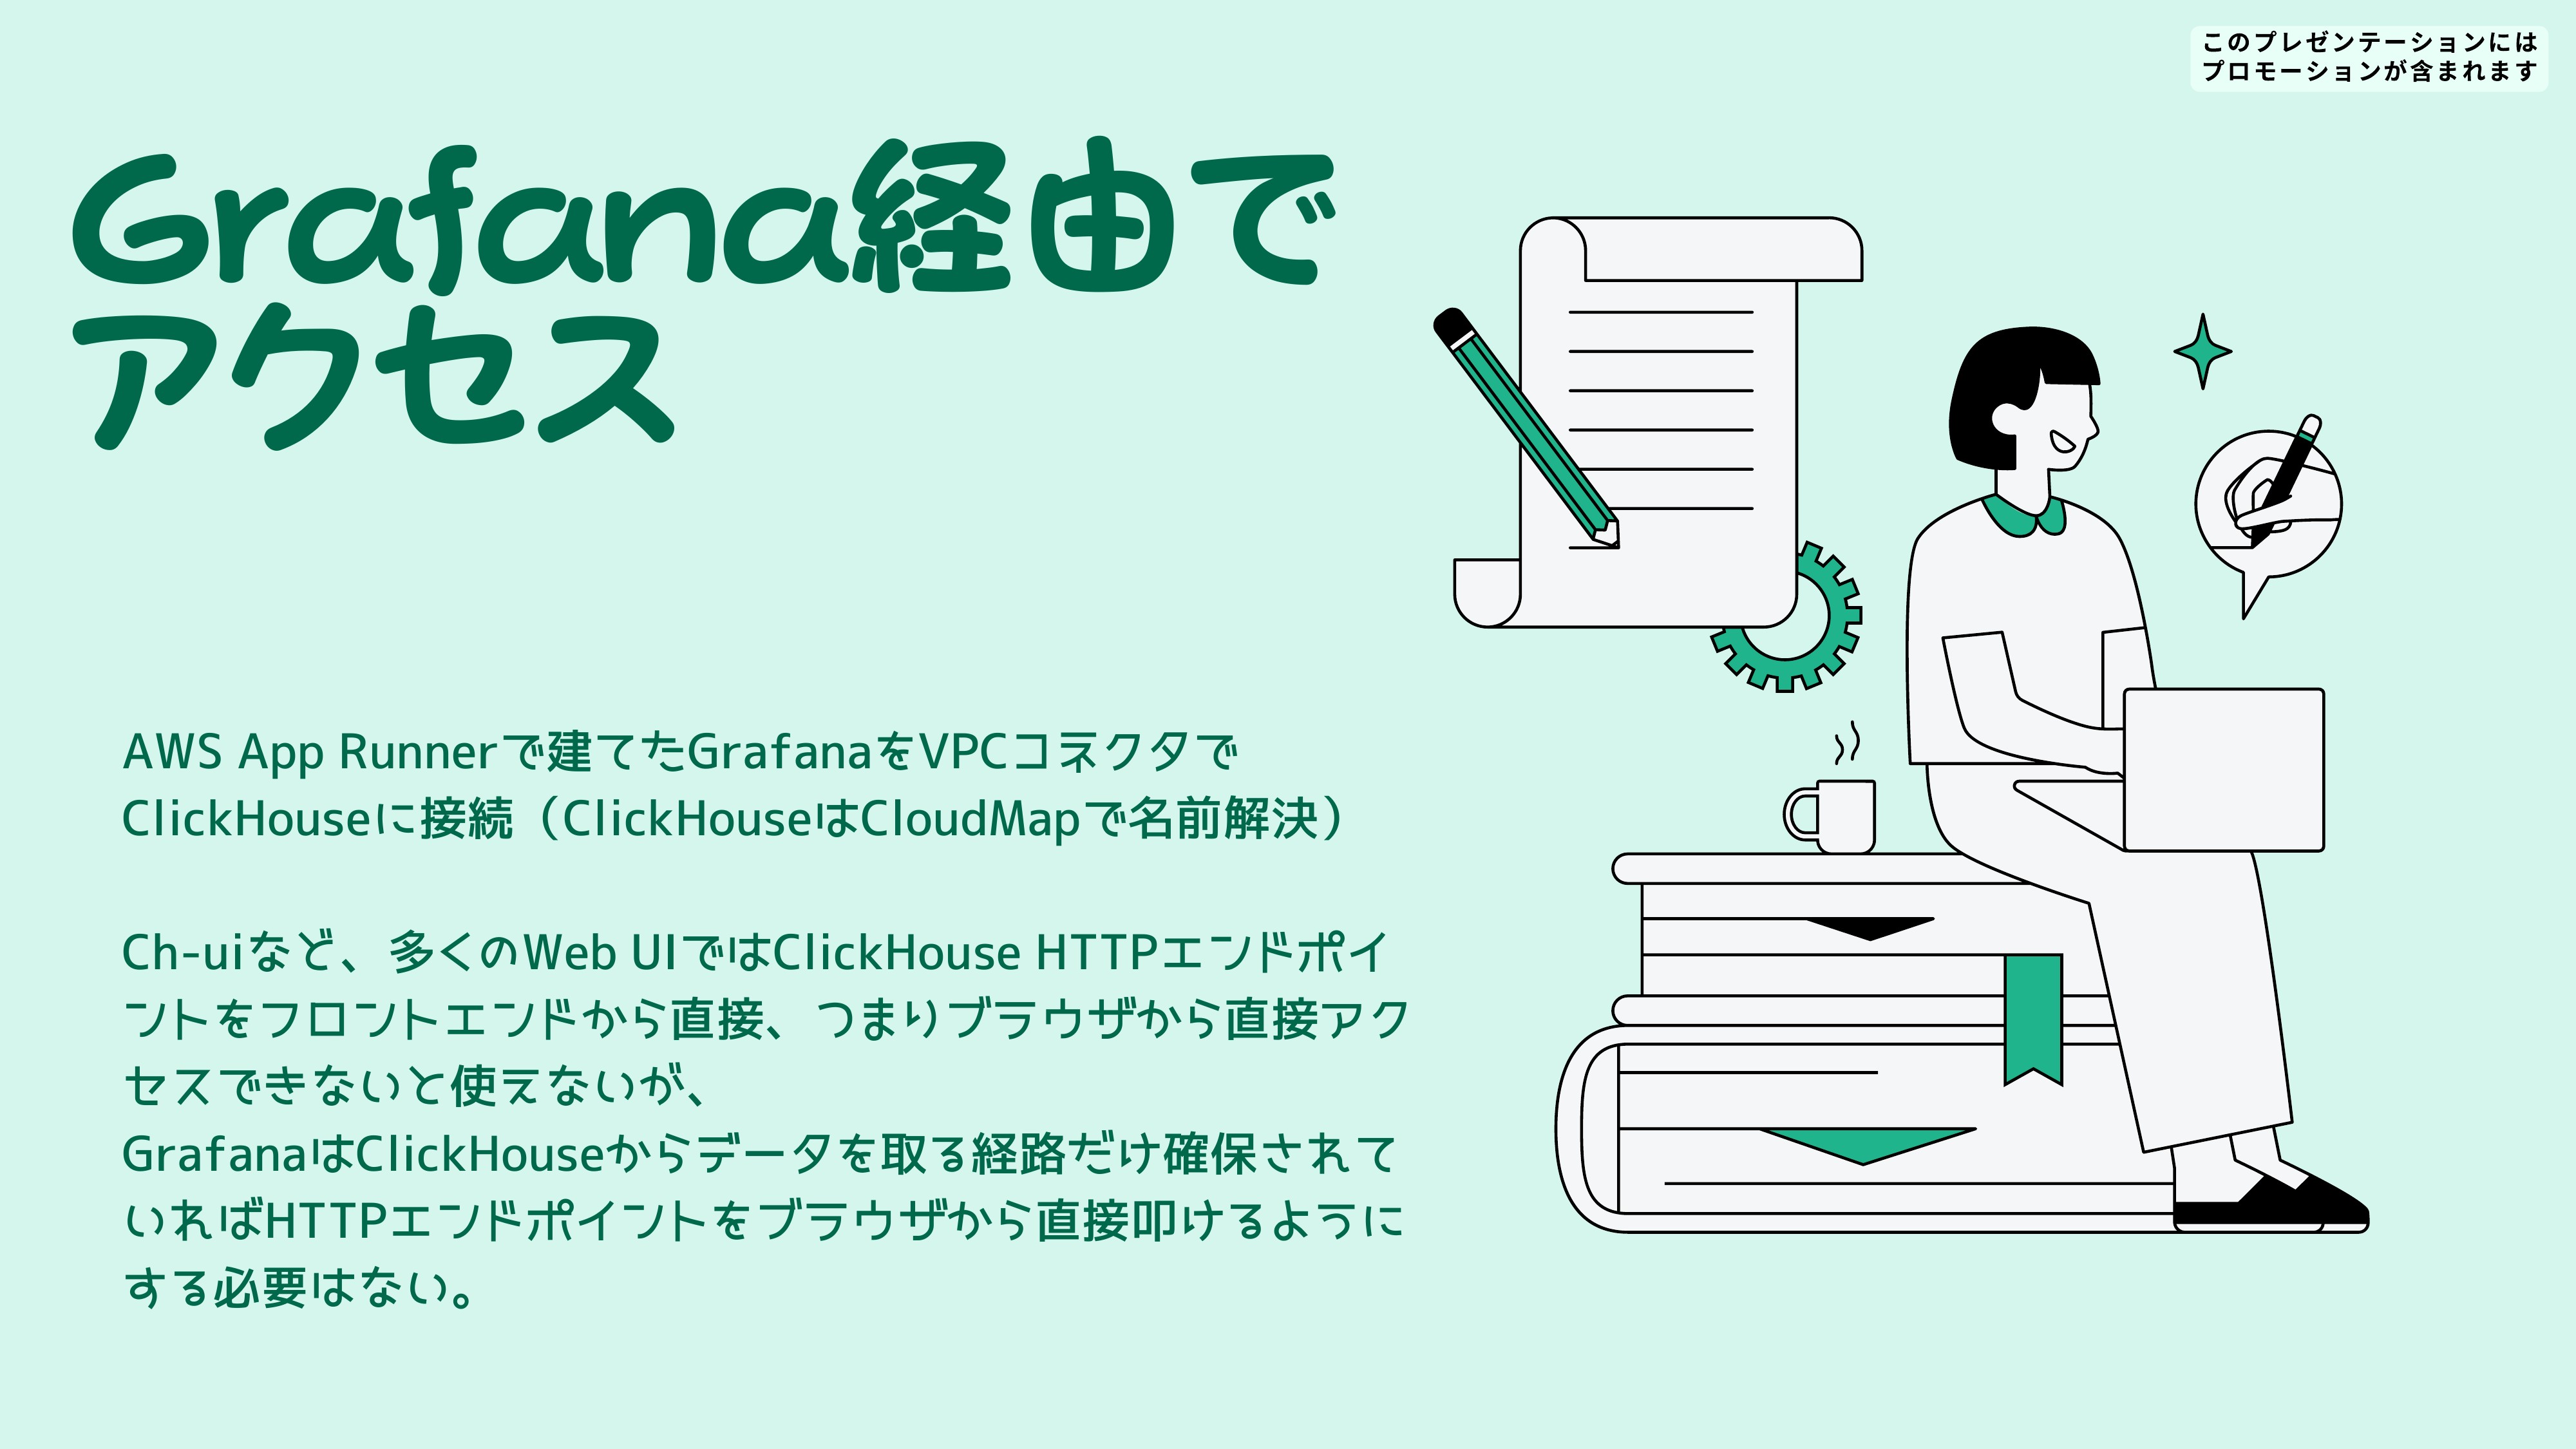 このプレゼンテーションには
プロモーションが含まれます
Grafana経由で
アクセス
AWS App Runnerで建てたGrafanaをVPCコネクタで
ClickHouseに接続（ClickHouseはCloudMapで名前解決）
Ch-uiなど、多くのWeb UIではClickHouse HTTPエンドポイ
ントをフロントエンドから直接、つまりブラウザから直接アク
セスできないと使えないが、
GrafanaはClickHouseからデータを取る経路だけ確保されて
いればHTTPエンドポイントをブラウザから直接叩けるように
する必要はない。